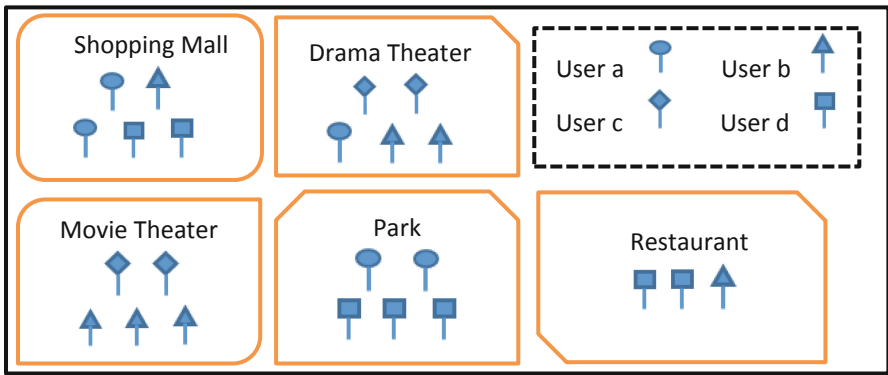 Shopping Mall
Drama Theater
User a
User b
User c
User d
Movie Theater
Park
Restaurant